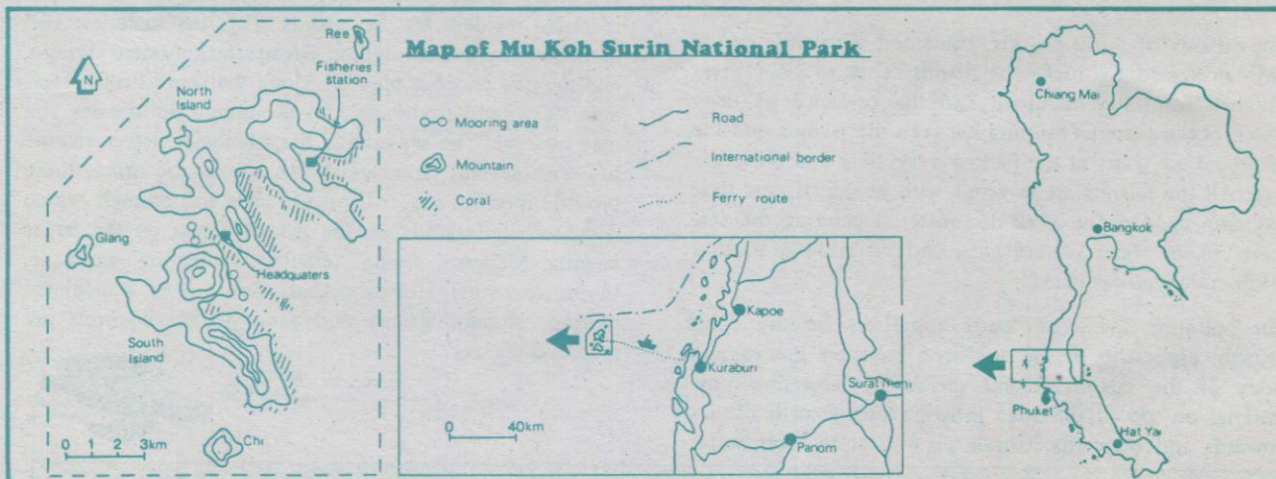 Map of Mu Koh Surin National Park
Ree
Fisheries
station
N
North
Island
Glang
Headquaters
South
Island
Chi
0 1 2 3km
Mooring area
Mountain
Coral
Road
International border
Ferry route
Kapoe
Kuraburi
Surat Thani
Panom
0 40km
Chiang Mai
Bangkok
Phuket
Hat Yai